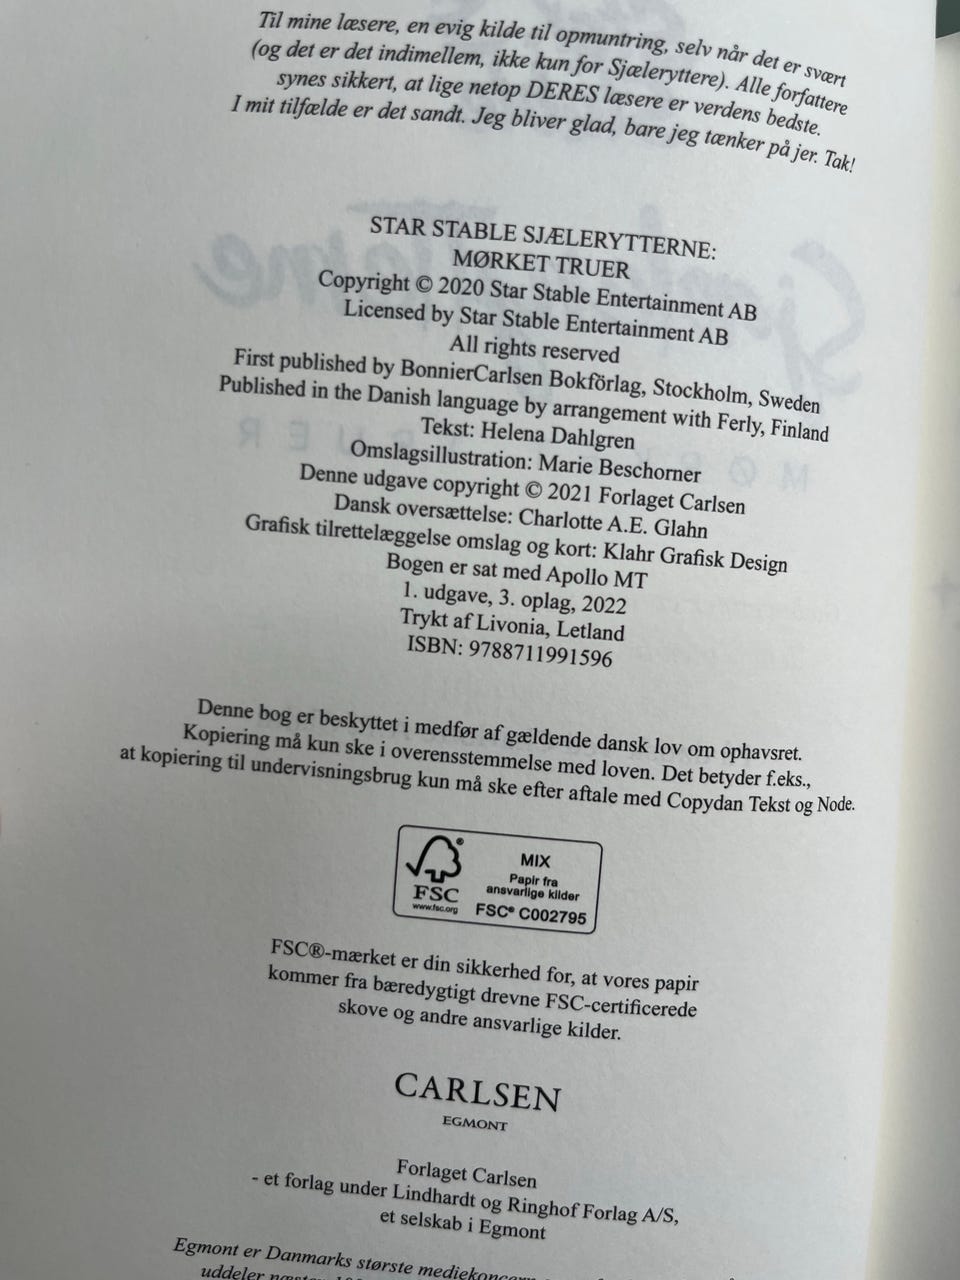 Til mine læsere, en evig kilde til opmuntring, selv når det er svært
(og det er det indimellem, ikke kun for Sjæleryttere). Alle forfattere
synes sikkert, at lige netop DERES læsere er verdens bedste.
I mit tilfælde er det sandt. Jeg bliver glad, bare jeg tænker på jer. Tak!
STAR STABLE SJÆLERYTTERNE:
MØRKET TRUER
Copyright © 2020 Star Stable Entertainment AB
Licensed by Star Stable Entertainment AB
All rights reserved
First published by BonnierCarlsen Bokförlag, Stockholm, Sweden
Published in the Danish language by arrangement with Ferly, Finland
Tekst: Helena Dahlgren
Omslagsillustration: Marie Beschorner
Denne udgave copyright © 2021 Forlaget Carlsen
Dansk oversættelse: Charlotte A.E. Glahn
Grafisk tilrettelæggelse omslag og kort: Klahr Grafisk Design
Bogen er sat med Apollo MT
1. udgave, 3. oplag, 2022
Trykt af Livonia, Letland
ISBN: 9788711991596
Denne bog er beskyttet i medfør af gældende dansk lov om ophavsret.
Kopiering må kun ske i overensstemmelse med loven. Det betyder f.eks.,
at kopiering til undervisningsbrug kun må ske efter aftale med Copydan Tekst og Node.
FSC
www.fsc.org
MIX
Papir fra
ansvarlige kilder
FSC® C002795
FSC®-mærket er din sikkerhed for, at vores papir
kommer fra bæredygtigt drevne FSC-certificerede
skove og andre ansvarlige kilder.
CARLSEN
EGMONT
Forlaget Carlsen
- et forlag under Lindhardt og Ringhof Forlag A/S,
et selskab i Egmont
Egmont er Danmarks største mediekoncern
uddeler